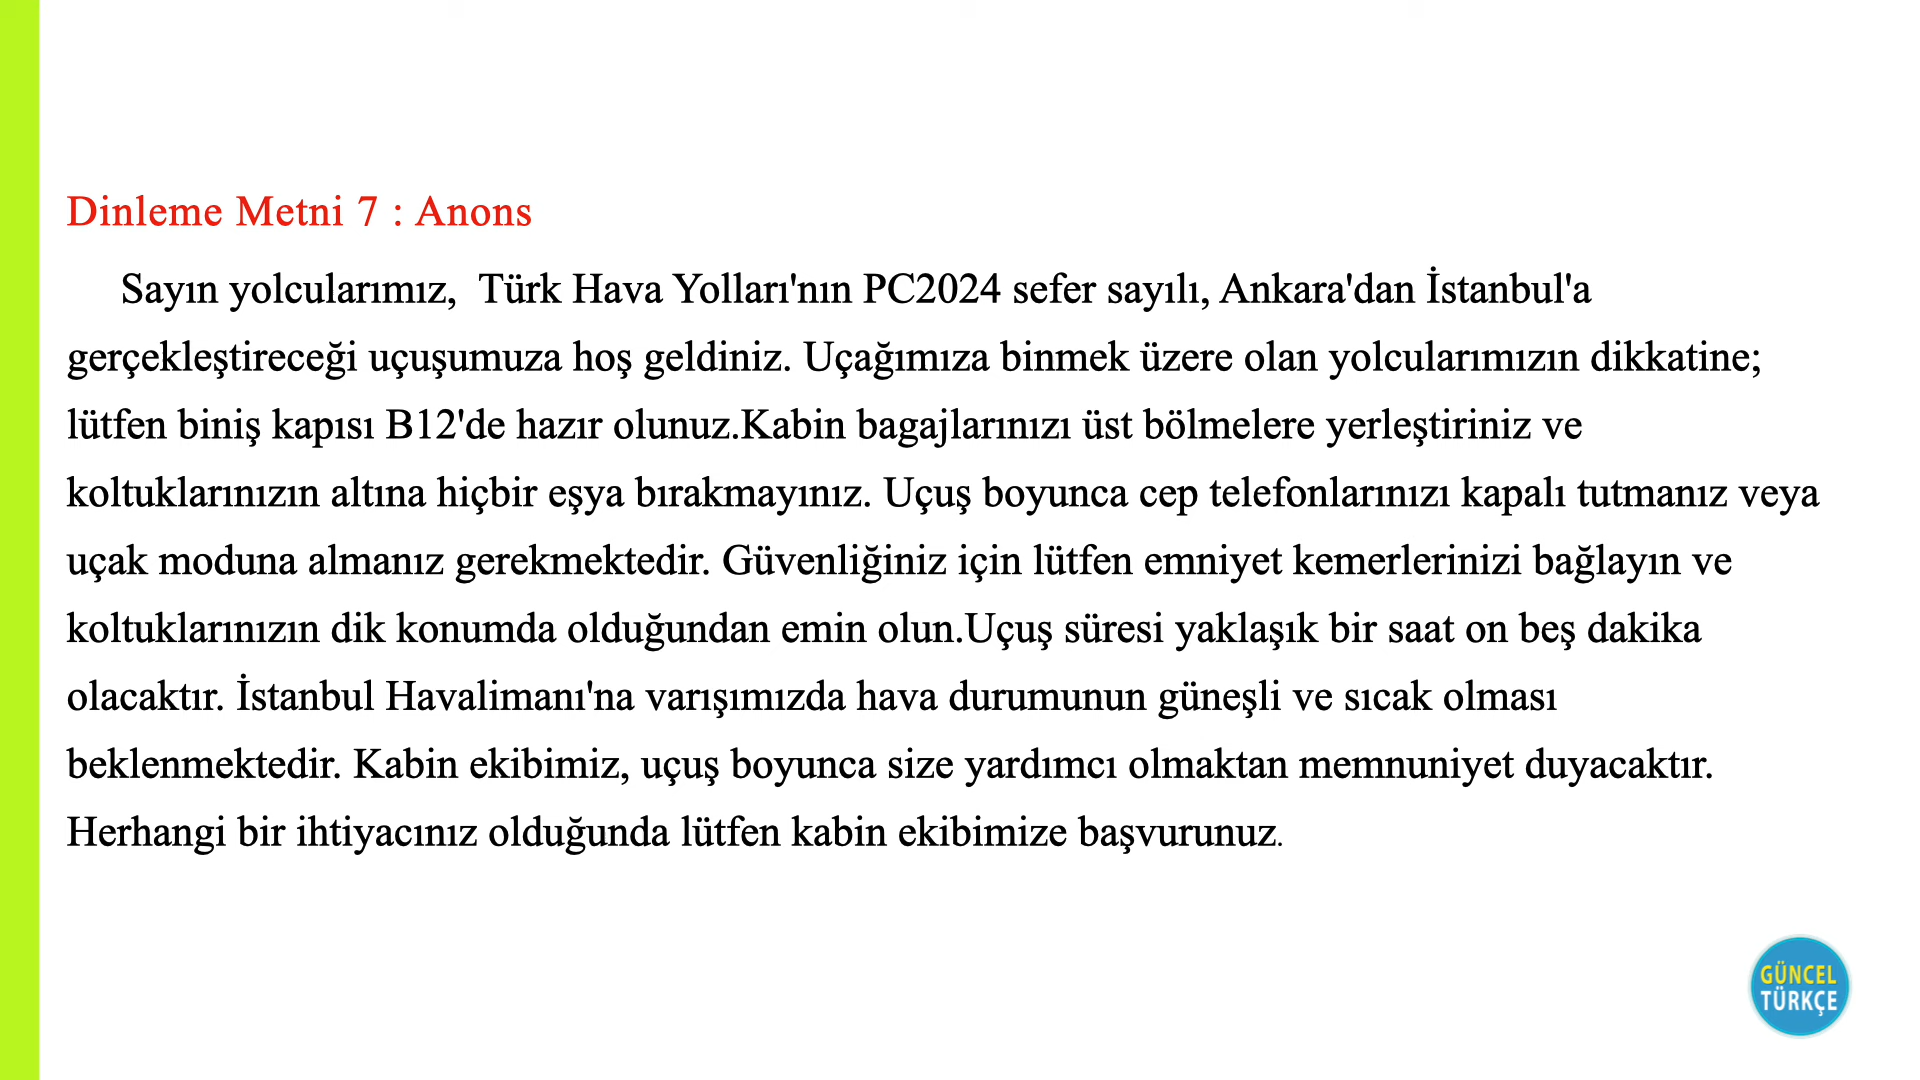 Dinleme Metni 7 : Anons
Sayın yolcularımız,  Türk Hava Yolları'nın PC2024 sefer sayılı, Ankara'dan İstanbul'a
gerçekleştireceği uçuşumuza hoş geldiniz. Uçağımıza binmek üzere olan yolcularımızın dikkatine;
lütfen biniş kapısı B12'de hazır olunuz.Kabin bagajlarınızı üst bölmelere yerleştiriniz ve
koltuklarınızın altına hiçbir eşya bırakmayınız. Uçuş boyunca cep telefonlarınızı kapalı tutmanız veya
uçak moduna almanız gerekmektedir. Güvenliğiniz için lütfen emniyet kemerlerinizi bağlayın ve
koltuklarınızın dik konumda olduğundan emin olun.Uçuş süresi yaklaşık bir saat on beş dakika
olacaktır. İstanbul Havalimanı'na varışımızda hava durumunun güneşli ve sıcak olması
beklenmektedir. Kabin ekibimiz, uçuş boyunca size yardımcı olmaktan memnuniyet duyacaktır.
Herhangi bir ihtiyacınız olduğunda lütfen kabin ekibimize başvurunuz.
GÜNCEL
TÜRKÇE